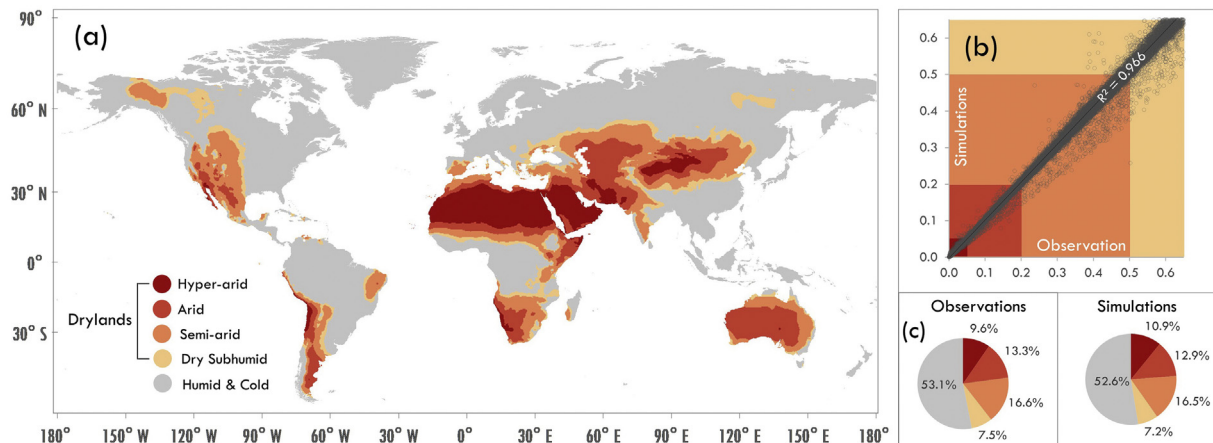 (a)
90°
60° N
30° N
0°
30° S
180°
150° W
120° W
90° W
60° W
30° W
0°
30° E
60° E
90° E
120° E
150° E
180°
Drylands
Hyper-arid
Arid
Semi-arid
Dry Subhumid
Humid & Cold
(b)
0.6
0.5
0.4
0.3
0.2
0.1
0.0
0.0
0.1
0.2
0.3
0.4
0.5
0.6
Simulations
Observation
R² = 0.966
(c)
Observations
9.6%
13.3%
16.6%
7.5%
53.1%
Simulations
10.9%
12.9%
16.5%
7.2%
52.6%